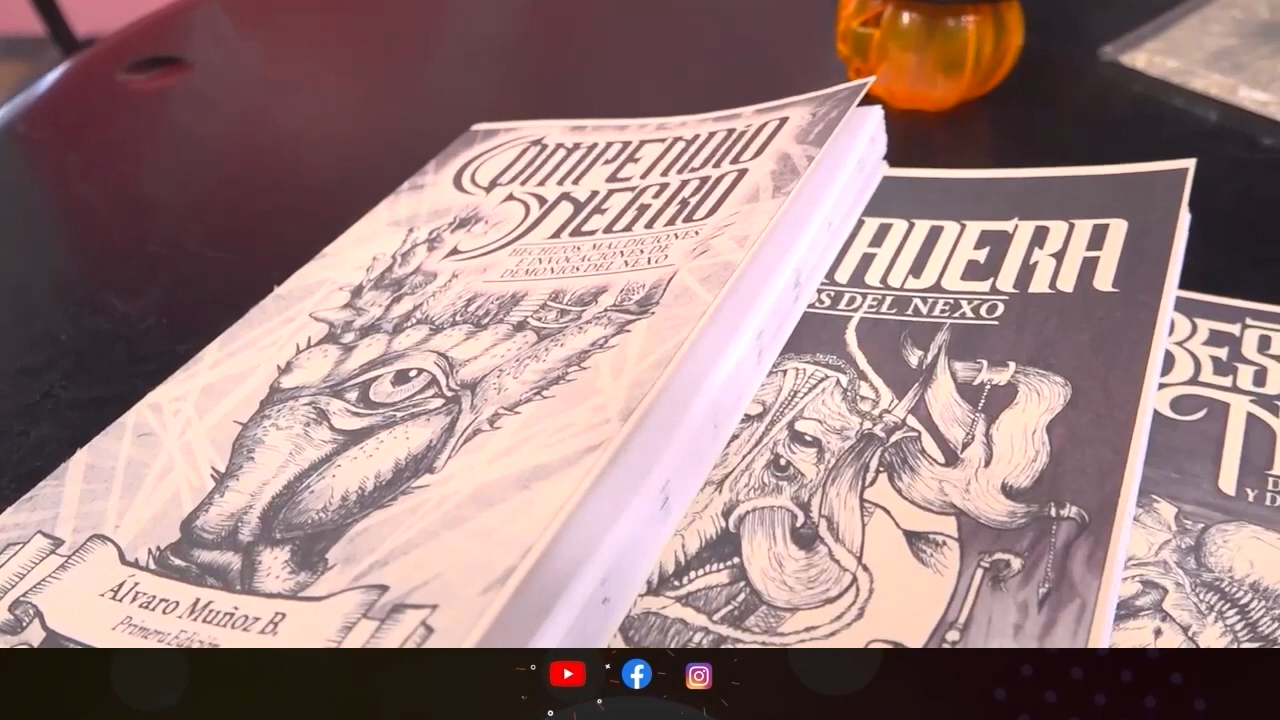 COMPENDIO
NEGRO
HECHIZOS, MALDICIONES
E INVOCACIONES DE
DEMONIOS DEL NEXO
Álvaro Muñoz B.
Primera Edición
ADERA
OS DEL NEXO
BES
N
D
Y D